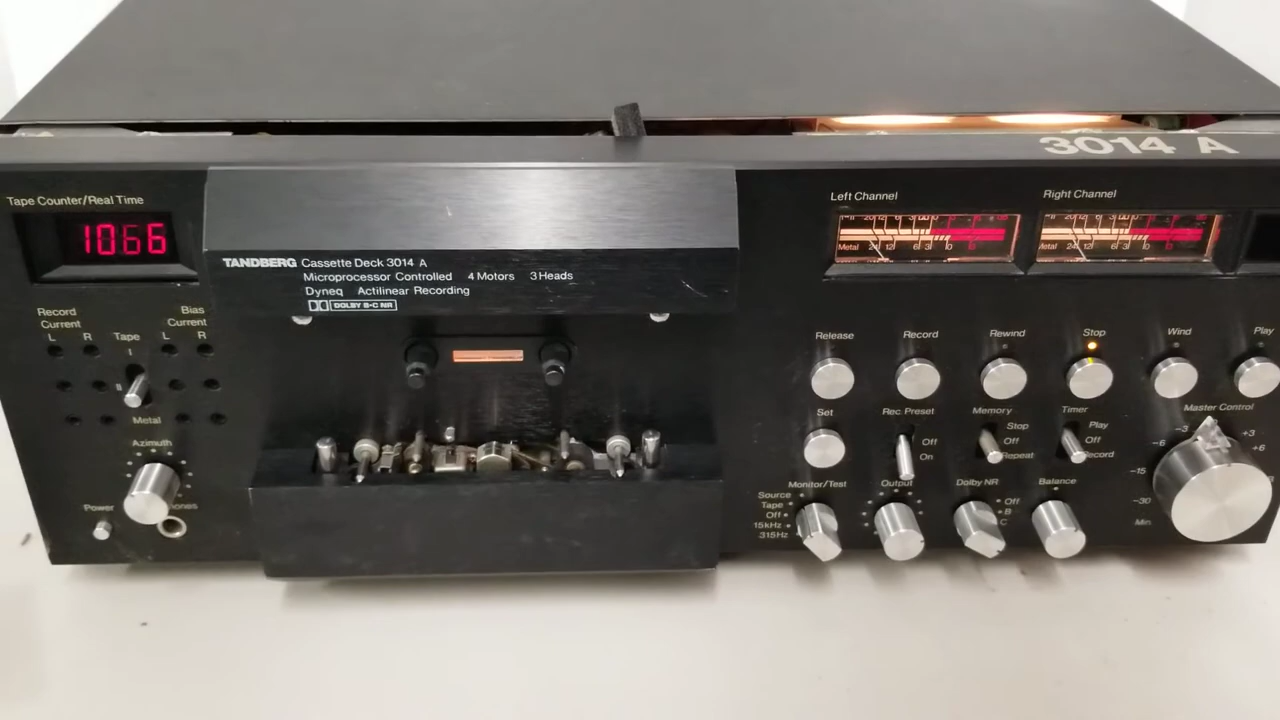 3014 A
Tape Counter/Real Time
1066
Left Channel
Right Channel
Metal
Metal
TANDBERG Cassette Deck 3014 A
Microprocessor Controlled 4 Motors 3 Heads
Dyneq Actilinear Recording
DOLBY B-C NR
Record
Current
Bias
Current
L R Tape L R
I
II
Metal
Azimuth
Power
ones
Release Record Rewind Stop Wind Play
Set Rec. Preset Memory Timer Master Control
Off
On
Stop
Off
Repeat
Play
Off
Record
-3 +3
-6 +6
-15
-30
Min.
Monitor/Test Output Dolby NR Balance
Source
Tape
Off
15kHz
315Hz
Off
B
C